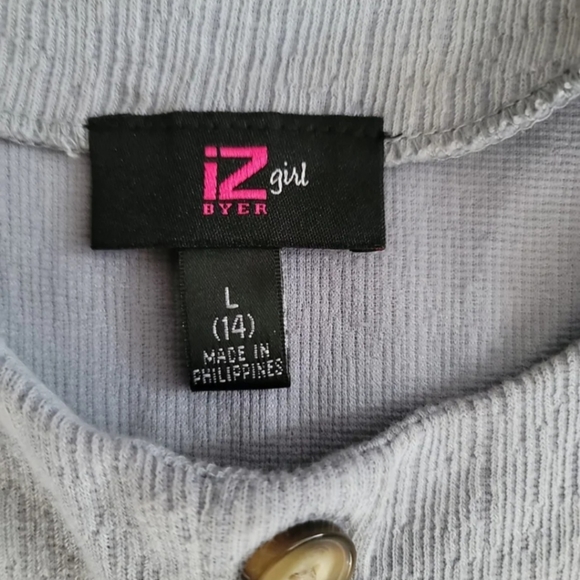 iZ girl
BYER
L
(14)
MADE IN
PHILIPPINES